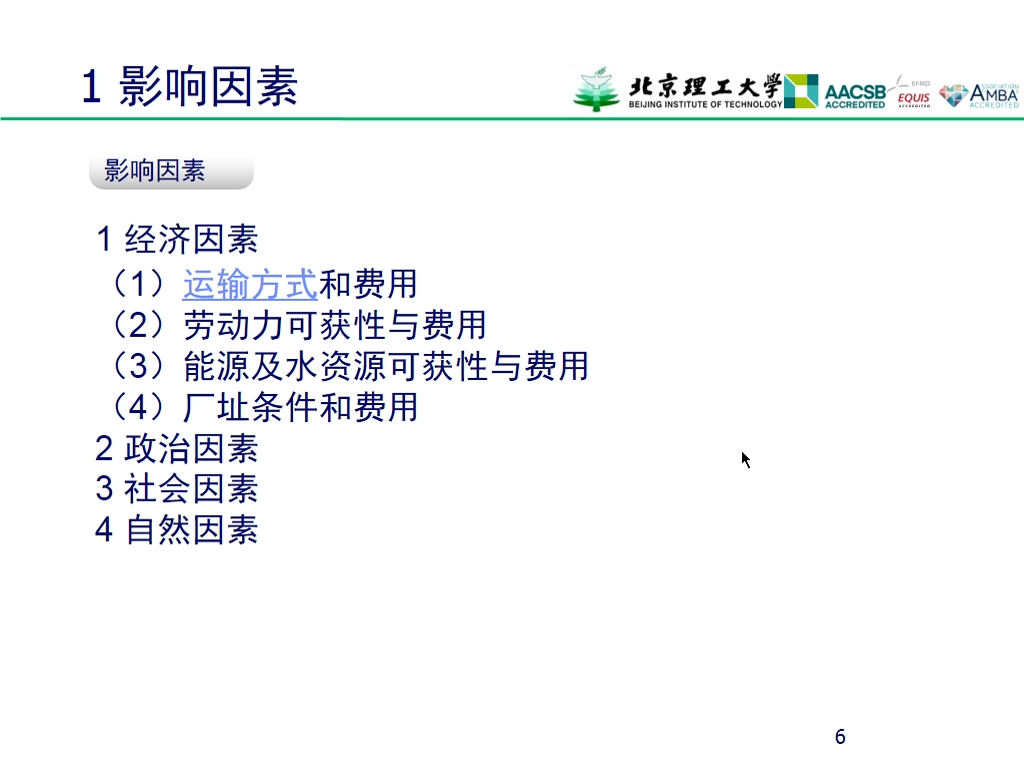 1 影响因素
北京理工大学
BEIJING INSTITUTE OF TECHNOLOGY
AACSB
ACCREDITED
EFMD
EQUIS
ACCREDITED
ASSOCIATION
AMBA
ACCREDITED
影响因素
1 经济因素
（1）运输方式和费用
（2）劳动力可获性与费用
（3）能源及水资源可获性与费用
（4）厂址条件和费用
2 政治因素
3 社会因素
4 自然因素
6